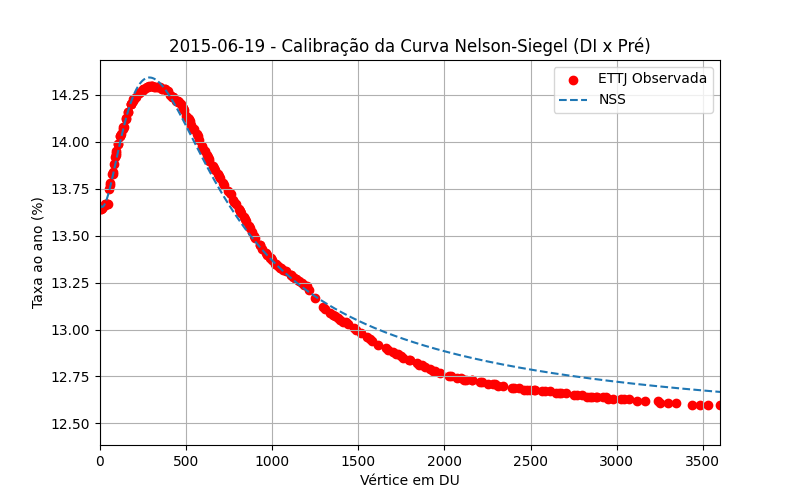 2015-06-19 - Calibração da Curva Nelson-Siegel (DI x Pré)
ETTJ Observada
NSS
Taxa ao ano (%)
14.25
14.00
13.75
13.50
13.25
13.00
12.75
12.50
0 500 1000 1500 2000 2500 3000 3500
Vértice em DU